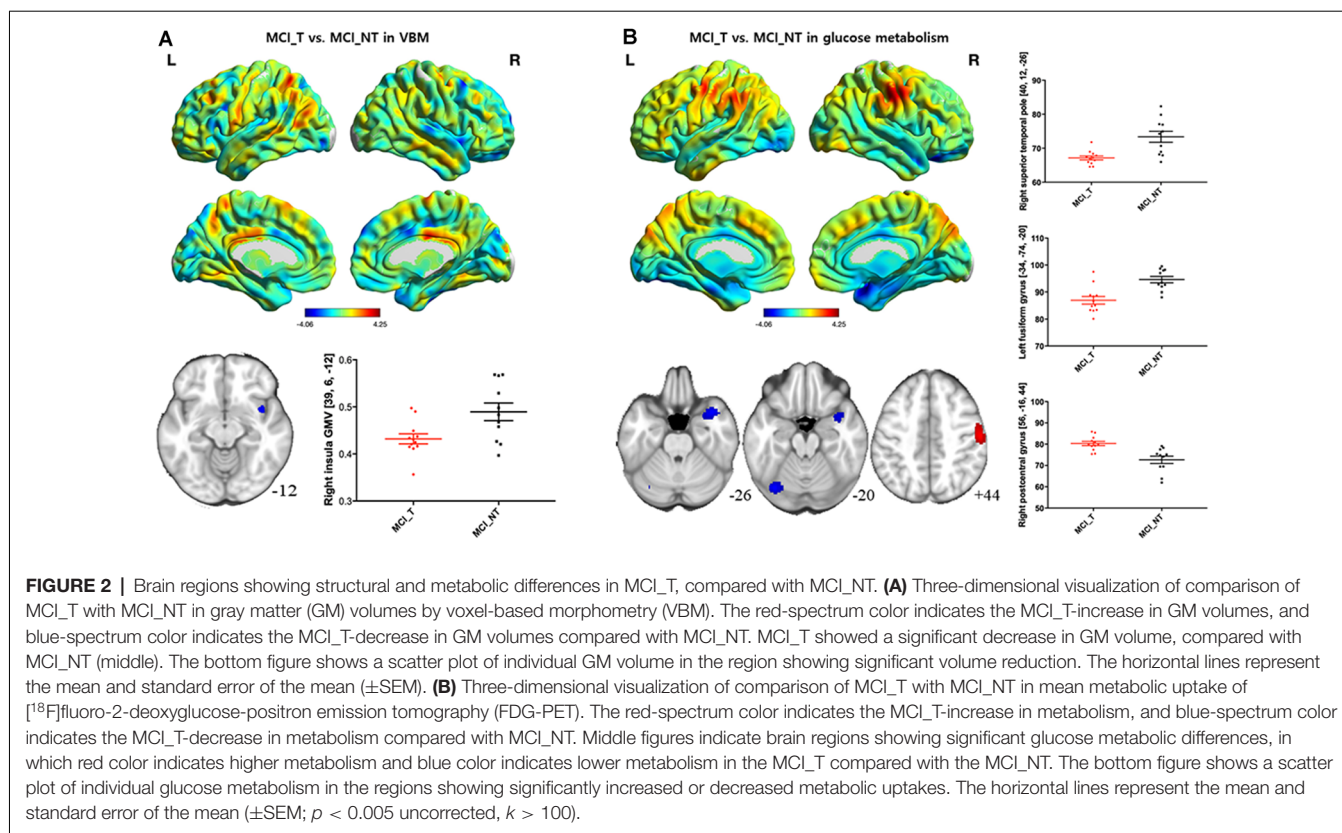 A
MCI_T vs. MCI_NT in VBM
L
R
-4.06
4.25
-12
Right insula GMV [39, 6, -12]
0.6
0.5
0.4
0.3
MCI_T
MCI_NT
B
MCI_T vs. MCI_NT in glucose metabolism
L
R
-4.06
4.25
-26
-20
+44
Right superior temporal pole [40, 12, -26]
90
80
70
60
MCI_T
MCI_NT
Left fusiform gyrus [-34, -74, -20]
110
100
90
80
70
MCI_T
MCI_NT
Right postcentral gyrus [56, -16, 44]
100
90
80
70
60
50
MCI_T
MCI_NT
FIGURE 2 | Brain regions showing structural and metabolic differences in MCI_T, compared with MCI_NT. (A) Three-dimensional visualization of comparison of
MCI_T with MCI_NT in gray matter (GM) volumes by voxel-based morphometry (VBM). The red-spectrum color indicates the MCI_T-increase in GM volumes, and
blue-spectrum color indicates the MCI_T-decrease in GM volumes compared with MCI_NT. MCI_T showed a significant decrease in GM volume, compared with
MCI_NT (middle). The bottom figure shows a scatter plot of individual GM volume in the region showing significant volume reduction. The horizontal lines represent
the mean and standard error of the mean (±SEM). (B) Three-dimensional visualization of comparison of MCI_T with MCI_NT in mean metabolic uptake of
[¹⁸F]fluoro-2-deoxyglucose-positron emission tomography (FDG-PET). The red-spectrum color indicates the MCI_T-increase in metabolism, and blue-spectrum color
indicates the MCI_T-decrease in metabolism compared with MCI_NT. Middle figures indicate brain regions showing significant glucose metabolic differences, in
which red color indicates higher metabolism and blue color indicates lower metabolism in the MCI_T compared with the MCI_NT. The bottom figure shows a scatter
plot of individual glucose metabolism in the regions showing significantly increased or decreased metabolic uptakes. The horizontal lines represent the mean and
standard error of the mean (±SEM; p < 0.005 uncorrected, k > 100).